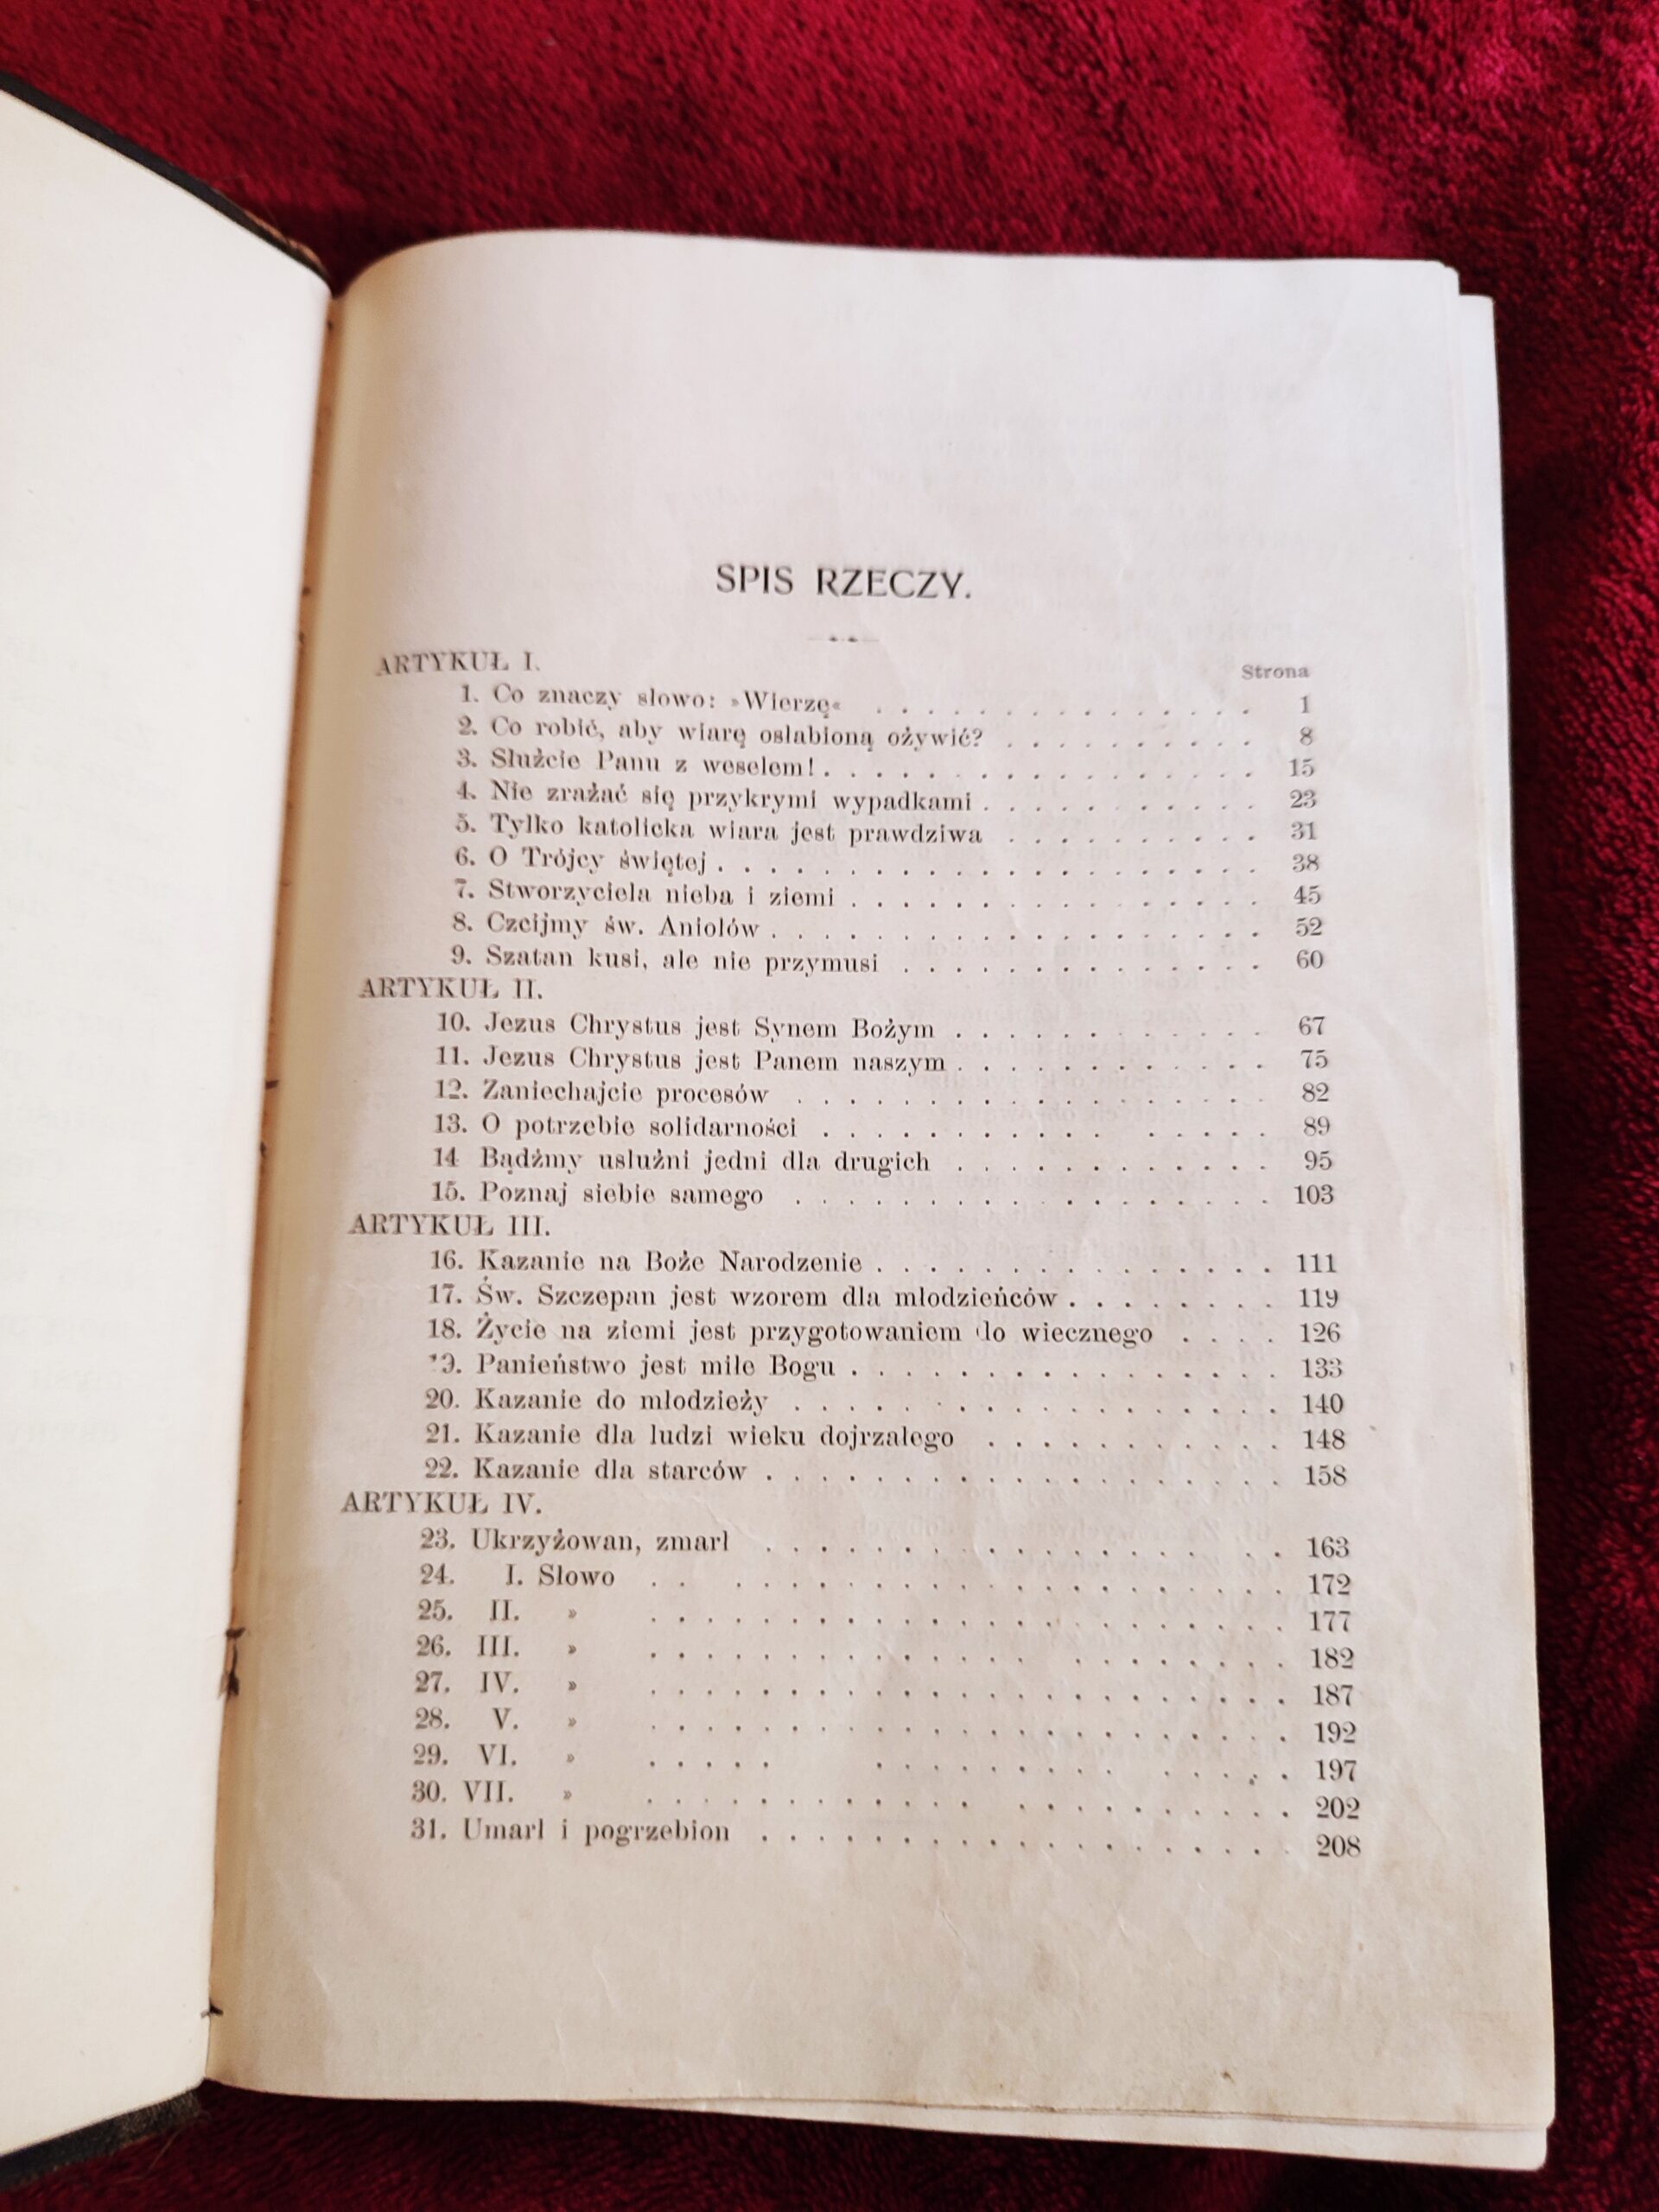 SPIS RZECZY.
ARTYKUŁ I.
Strona
1. Co znaczy słowo: »Wierzę« . . . . . . . . . . . . . . . 1
2. Co robić, aby wiarę osłabioną ożywić? . . . . . . . . . . 8
3. Służcie Panu z weselem! . . . . . . . . . . . . . . . . . 15
4. Nie zrażać się przykrymi wypadkami . . . . . . . . . . . 23
5. Tylko katolicka wiara jest prawdziwa . . . . . . . . . . 31
6. O Trójcy świętej . . . . . . . . . . . . . . . . . . . . . 38
7. Stworzyciela nieba i ziemi . . . . . . . . . . . . . . . . 45
8. Czcijmy św. Aniołów . . . . . . . . . . . . . . . . . . . 52
9. Szatan kusi, ale nie przymusi . . . . . . . . . . . . . . 60
ARTYKUŁ II.
10. Jezus Chrystus jest Synem Bożym . . . . . . . . . . . . 67
11. Jezus Chrystus jest Panem naszym . . . . . . . . . . . . 75
12. Zaniechajcie procesów . . . . . . . . . . . . . . . . . . 82
13. O potrzebie solidarności . . . . . . . . . . . . . . . . 89
14 Bądźmy usłużni jedni dla drugich . . . . . . . . . . . . 95
15. Poznaj siebie samego . . . . . . . . . . . . . . . . . . 103
ARTYKUŁ III.
16. Kazanie na Boże Narodzenie . . . . . . . . . . . . . . . 111
17. Św. Szczepan jest wzorem dla młodzieńców . . . . . . . . 119
18. Życie na ziemi jest przygotowaniem do wiecznego . . . . 126
19. Panieństwo jest miłe Bogu . . . . . . . . . . . . . . . . 133
20. Kazanie do młodzieży . . . . . . . . . . . . . . . . . . 140
21. Kazanie dla ludzi wieku dojrzałego . . . . . . . . . . . 148
22. Kazanie dla starców . . . . . . . . . . . . . . . . . . . 158
ARTYKUŁ IV.
23. Ukrzyżowan, zmarł . . . . . . . . . . . . . . . . . . 163
24. I. Słowo . . . . . . . . . . . . . . . . . . . . . . 172
25. II. » . . . . . . . . . . . . . . . . . . . . . . . 177
26. III. » . . . . . . . . . . . . . . . . . . . . . . 182
27. IV. » . . . . . . . . . . . . . . . . . . . . . . . 187
28. V. » . . . . . . . . . . . . . . . . . . . . . . . 192
29. VI. » . . . . . . . . . . . . . . . . . . . . 197
30. VII. » . . . . . . . . . . . . . . . . . . . . . . 202
31. Umarł i pogrzebion . . . . . . . . . . . . . . . . . . . 208